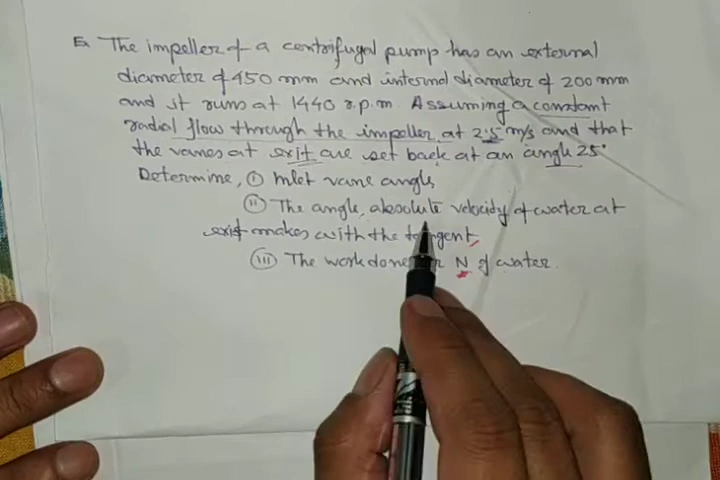 Ex The impeller of a centrifugal pump has an external
diameter of 450 mm and internal diameter of 200 mm
and it runs at 1440 r.p.m. Assuming a constant
radial flow through the impeller at 2.5 m/s and that
the vanes at exit are set back at an angle 25°
Determine, (i) Inlet vane angle,
(ii) The angle, absolute velocity of water at
exit makes with the tangent,
(iii) The workdone N of water.